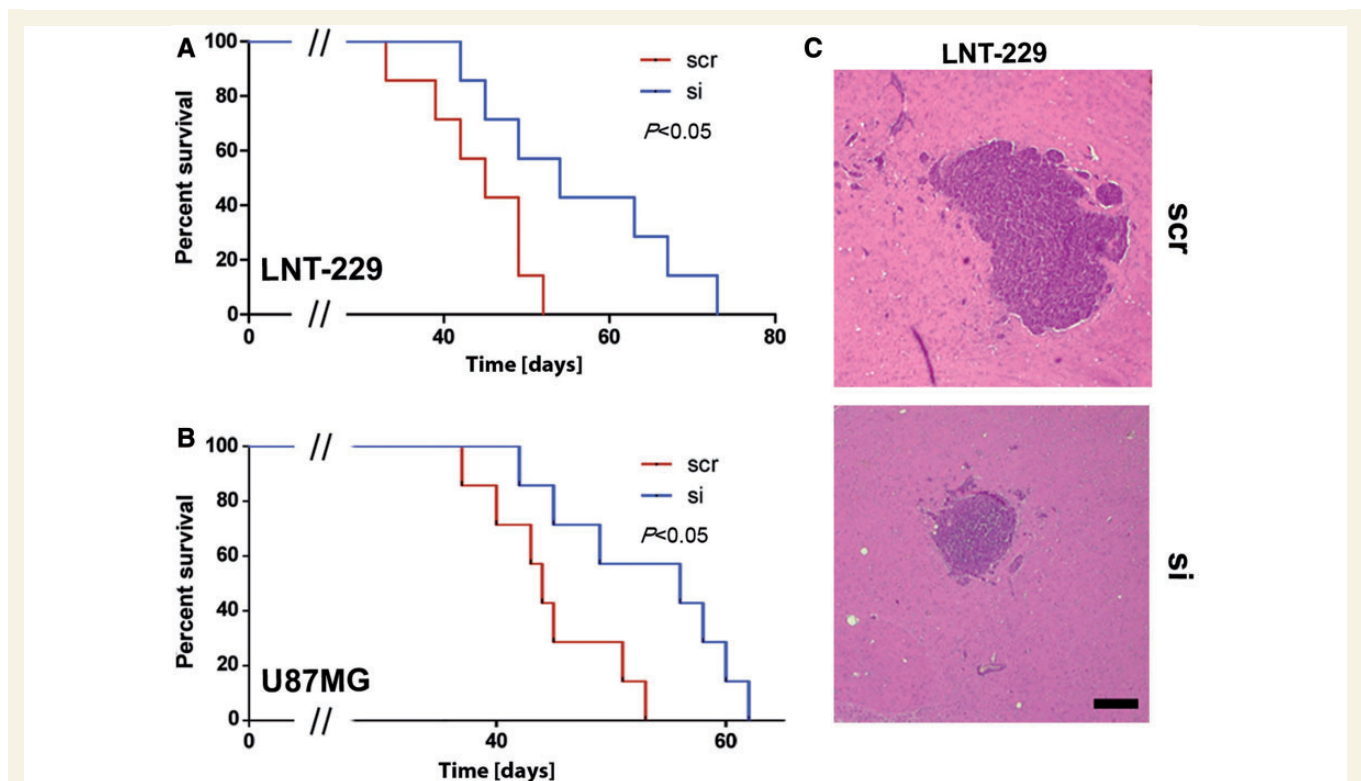 A
100
80
60
40
20
0
Percent survival
//
//
scr
si
P<0.05
LNT-229
0
40
60
80
Time [days]
B
100
80
60
40
20
0
Percent survival
//
//
scr
si
P<0.05
U87MG
0
40
60
Time [days]
C
LNT-229
scr
si